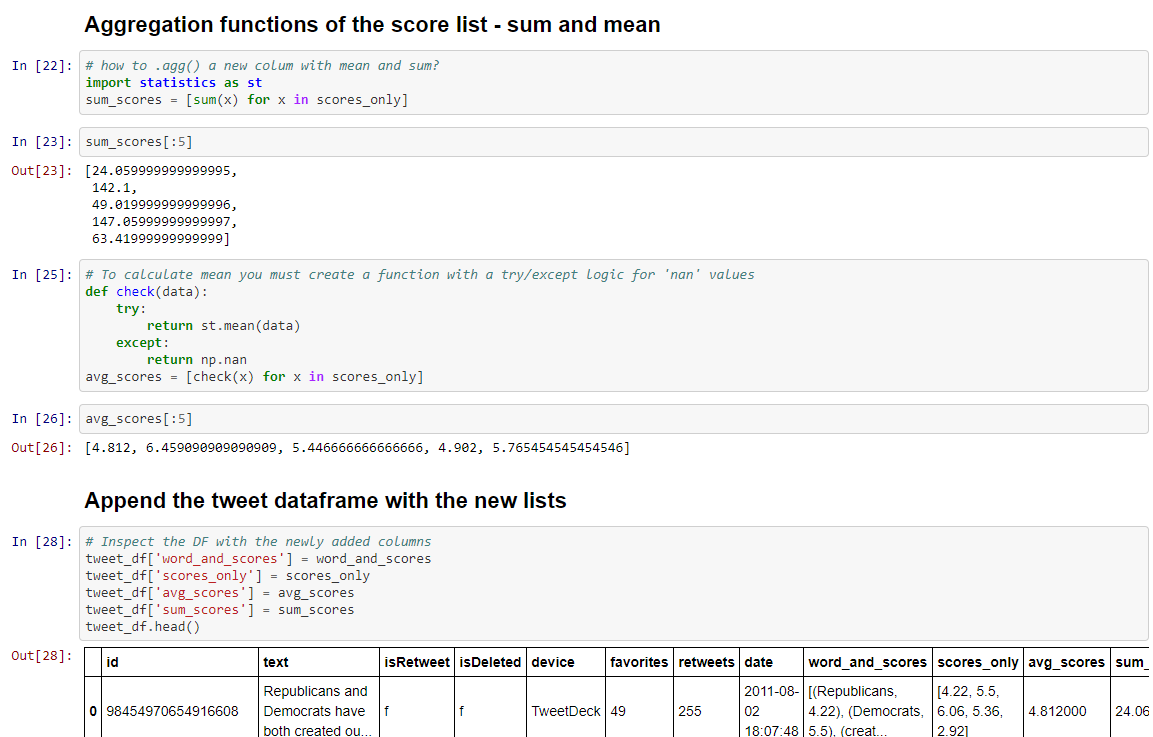 Aggregation functions of the score list - sum and mean
In [22]: # how to .agg() a new colum with mean and sum?
import statistics as st
sum_scores = [sum(x) for x in scores_only]
In [23]: sum_scores[:5]
Out[23]: [24.059999999999995,
142.1,
49.019999999999996,
147.05999999999997,
63.41999999999999]
In [25]: # To calculate mean you must create a function with a try/except logic for 'nan' values
def check(data):
    try:
        return st.mean(data)
    except:
        return np.nan
avg_scores = [check(x) for x in scores_only]
In [26]: avg_scores[:5]
Out[26]: [4.812, 6.459090909090909, 5.446666666666666, 4.902, 5.765454545454546]
Append the tweet dataframe with the new lists
In [28]: # Inspect the DF with the newly added columns
tweet_df['word_and_scores'] = word_and_scores
tweet_df['scores_only'] = scores_only
tweet_df['avg_scores'] = avg_scores
tweet_df['sum_scores'] = sum_scores
tweet_df.head()
Out[28]: id text isRetweet isDeleted device favorites retweets date word_and_scores scores_only avg_scores sum_
Republicans and 2011-08- [(Republicans, [4.22, 5.5,
0 98454970654916608 Democrats have f f TweetDeck 49 255 02 4.22), (Democrats, 6.06, 5.36, 4.812000 24.06
both created ou... 18:07:48 5.5), (creat... 2.92]